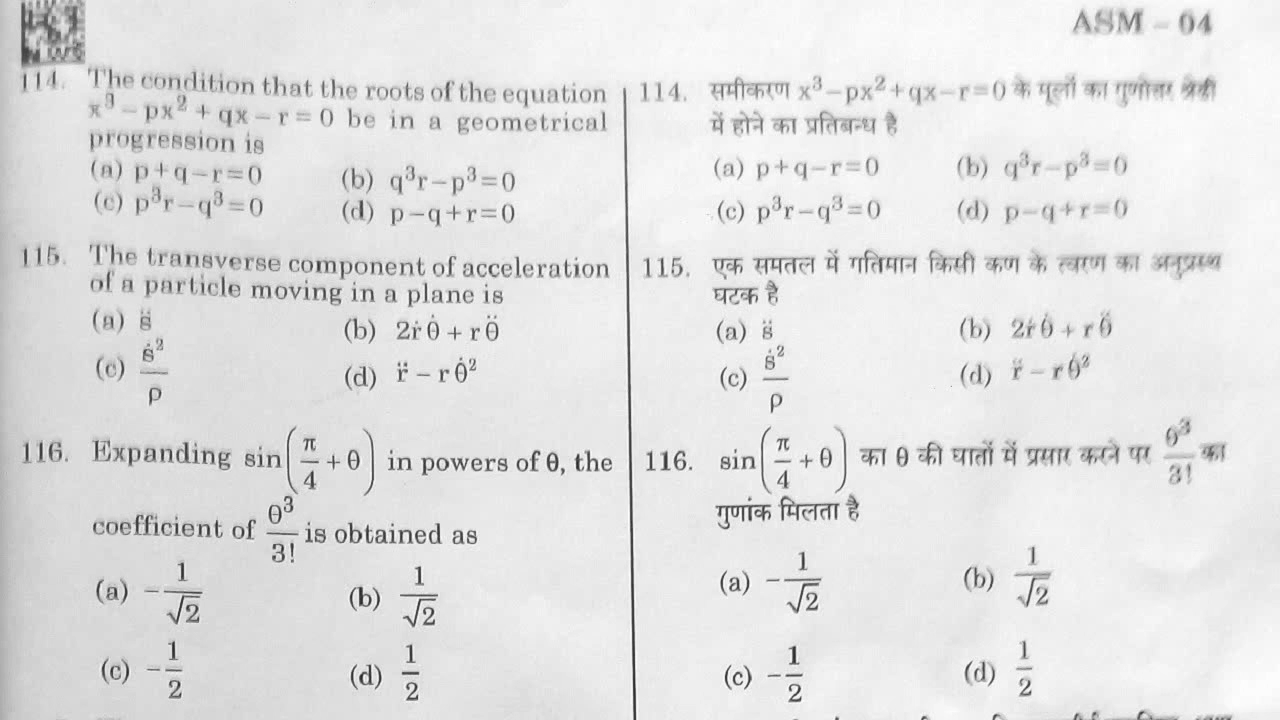 ASM – 04
114. The condition that the roots of the equation
x³ – px² + qx – r = 0 be in a geometrical
progression is
(a) p + q – r = 0 (b) q³r – p³ = 0
(c) p³r – q³ = 0 (d) p – q + r = 0
115. The transverse component of acceleration
of a particle moving in a plane is
(a) s̈ (b) 2ṙθ̇ + rθ̈
(c) ṡ²/ρ (d) r̈ – rθ̇²
116. Expanding sin(π/4 + θ) in powers of θ, the
coefficient of θ³/3! is obtained as
(a) –1/√2 (b) 1/√2
(c) –1/2 (d) 1/2
114. समीकरण x³ – px² + qx – r = 0 के मूलों का गुणोत्तर श्रेढी
में होने का प्रतिबन्ध है
(a) p + q – r = 0 (b) q³r – p³ = 0
(c) p³r – q³ = 0 (d) p – q + r = 0
115. एक समतल में गतिमान किसी कण के त्वरण का अनुप्रस्थ
घटक है
(a) s̈ (b) 2ṙθ̇ + rθ̈
(c) ṡ²/ρ (d) r̈ – rθ̇²
116. sin(π/4 + θ) का θ की घातों में प्रसार करने पर θ³/3! का
गुणांक मिलता है
(a) –1/√2 (b) 1/√2
(c) –1/2 (d) 1/2